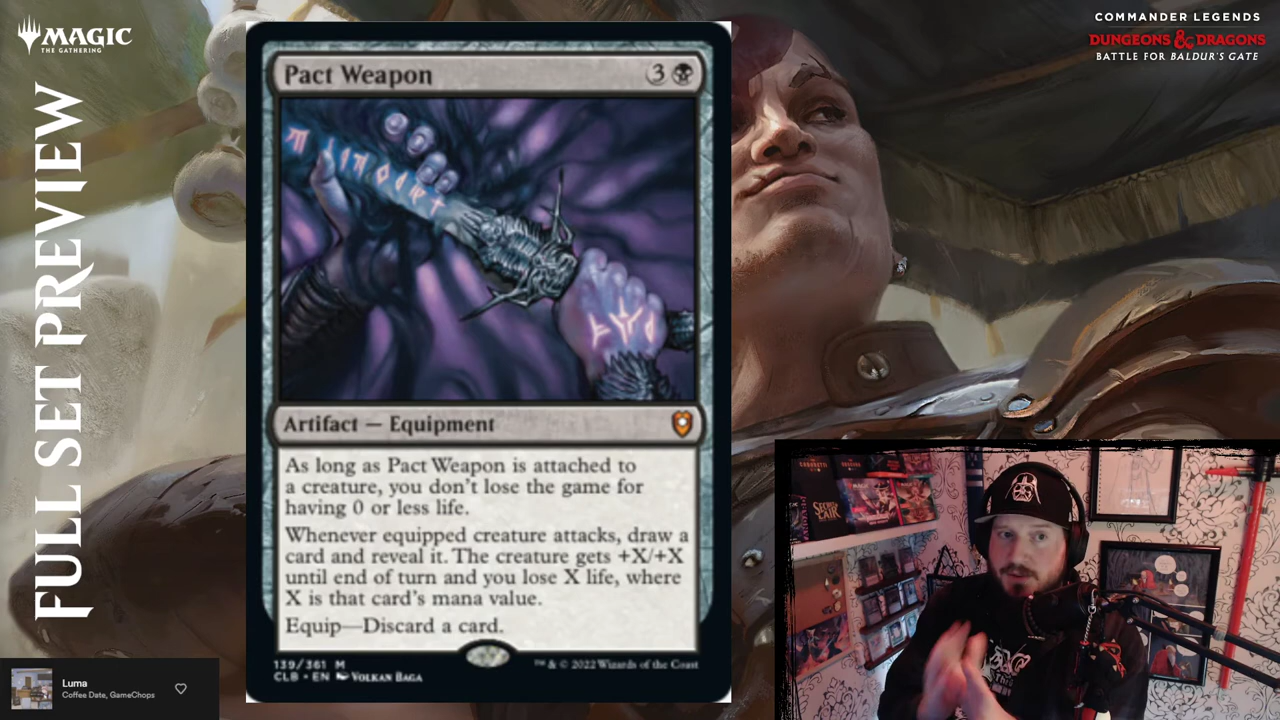 MAGIC
THE GATHERING
FULL SET PREVIEW
Pact Weapon
3
Artifact — Equipment
As long as Pact Weapon is attached to
a creature, you don't lose the game for
having 0 or less life.
Whenever equipped creature attacks, draw a
card and reveal it. The creature gets +X/+X
until end of turn and you lose X life, where
X is that card's mana value.
Equip—Discard a card.
139/361 M
CLB • EN VOLKAN BAGA
™ & © 2022 Wizards of the Coast
COMMANDER LEGENDS
DUNGEONS & DRAGONS
BATTLE FOR BALDUR'S GATE
SECRET
LAIR
Luma
Coffee Date, GameChops